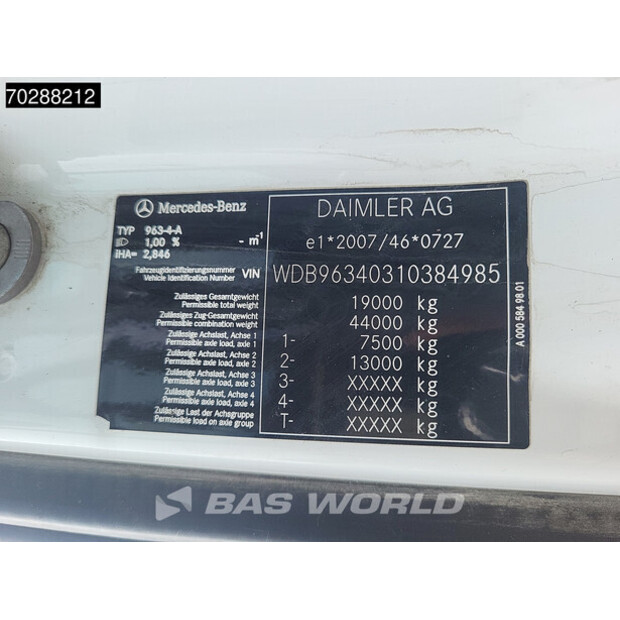 70288212
Mercedes-Benz
DAIMLER AG
TYP 963-4-A
1,00 % - m⁻¹
iHA= 2,846
e1*2007/46*0727
Fahrzeugidentifizierungsnummer
Vehicle Identification Number VIN
WDB96340310384985
Zulässiges Gesamtgewicht
Permissible total weight
19000 kg
Zulässiges Zug-Gesamtgewicht
Permissible combination weight
44000 kg
Zulässige Achslast, Achse 1
Permissible axle load, axle 1
1- 7500 kg
Zulässige Achslast, Achse 2
Permissible axle load, axle 2
2- 13000 kg
Zulässige Achslast, Achse 3
Permissible axle load, axle 3
3- XXXXX kg
Zulässige Achslast, Achse 4
Permissible axle load, axle 4
4- XXXXX kg
Zulässige Last der Achsgruppe
Permissible load on axle group
T- XXXXX kg
A 000 584 98 01
BAS WORLD